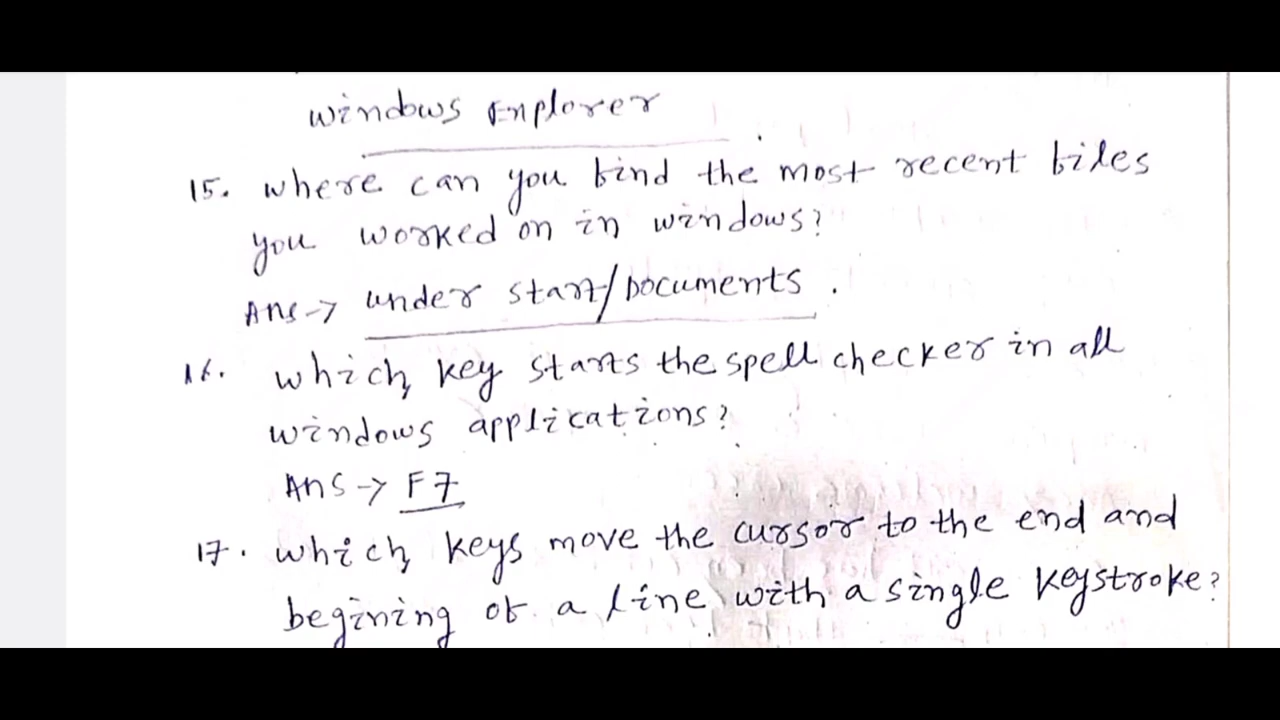 Windows Explorer
15. Where can you find the most recent files
you worked on in windows?
Ans → under start/Documents.
16. Which key starts the spell checker in all
windows applications?
Ans → F7
17. Which keys move the cursor to the end and
begining of a line with a single keystroke?